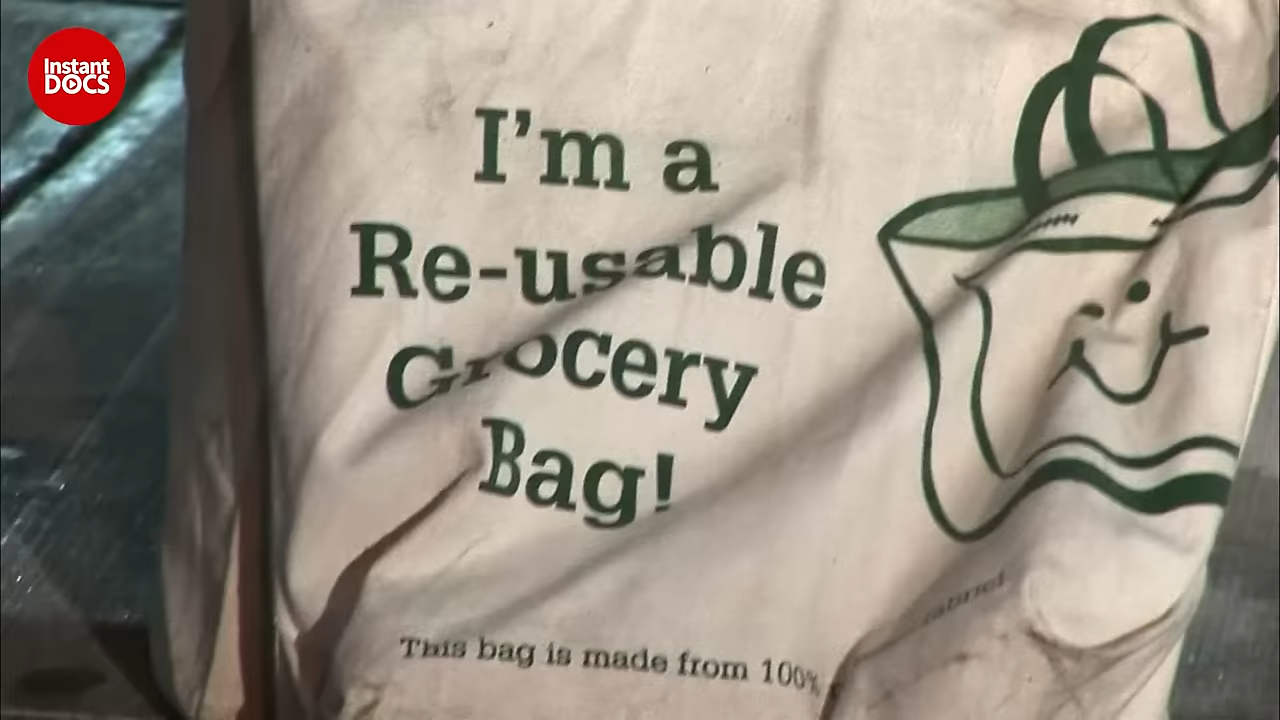 Instant
DOCS
I'm a
Re-usable
Grocery
Bag!
This bag is made from 100%